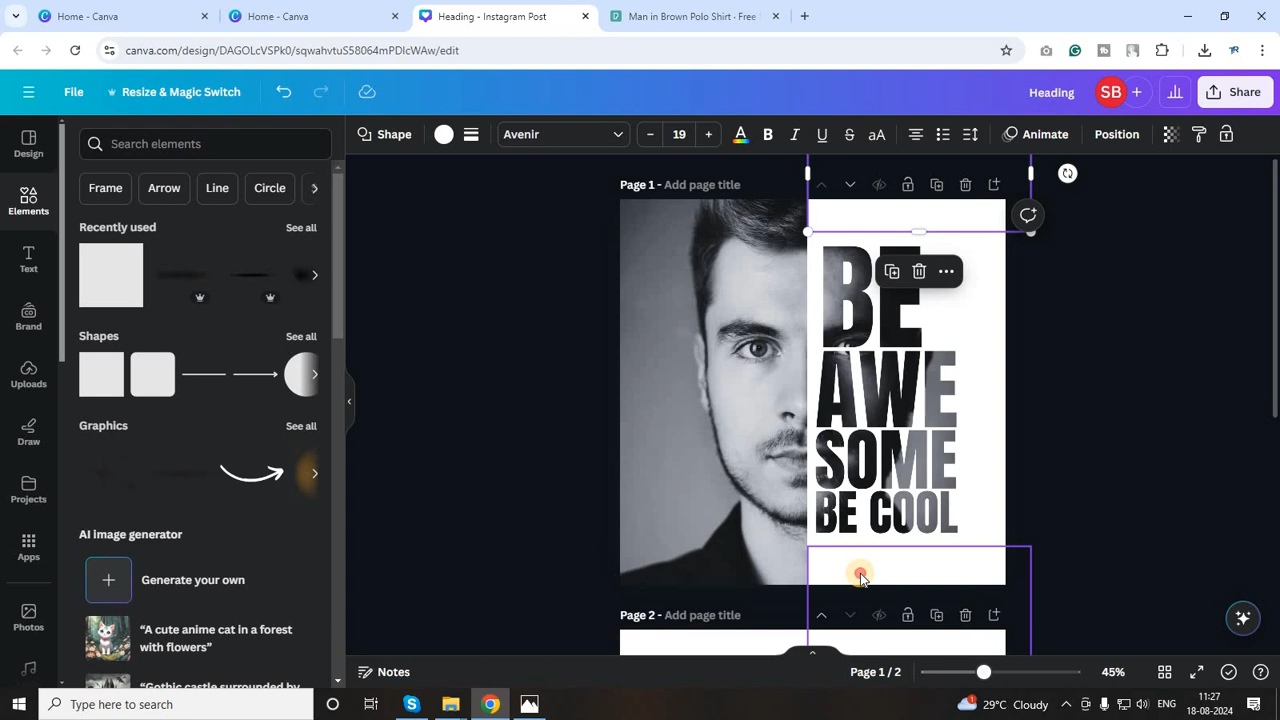 Home - Canva
Home - Canva
Heading - Instagram Post
Man in Brown Polo Shirt · Free
canva.com/design/DAGOLcVSPk0/sqwahvtuS58064mPDIcWAw/edit
File
Resize & Magic Switch
Heading
SB
Share
Shape
Avenir
19
aA
Animate
Position
Design
Elements
Text
Brand
Uploads
Draw
Projects
Apps
Photos
Search elements
Frame
Arrow
Line
Circle
Recently used
See all
Shapes
See all
Graphics
See all
AI image generator
Generate your own
"A cute anime cat in a forest
with flowers"
"Gothic castle surrounded by
Page 1 - Add page title
BE
AWE
SOME
BE COOL
Page 2 - Add page title
Notes
Page 1 / 2
45%
Type here to search
29°C Cloudy
ENG
11:27
18-08-2024